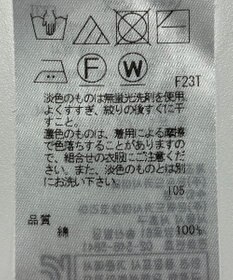 F
W
F23T
淡色のものは無蛍光洗剤を使用、
よくすすぎ、絞りの後すぐに干
すこと。
濃色のものは、着用による摩擦
で色落ちすることがありますの
で、組合せの衣服にご注意くだ
さい。また、淡色のものとは別
にお洗い下さい。
105
品質
綿 100%